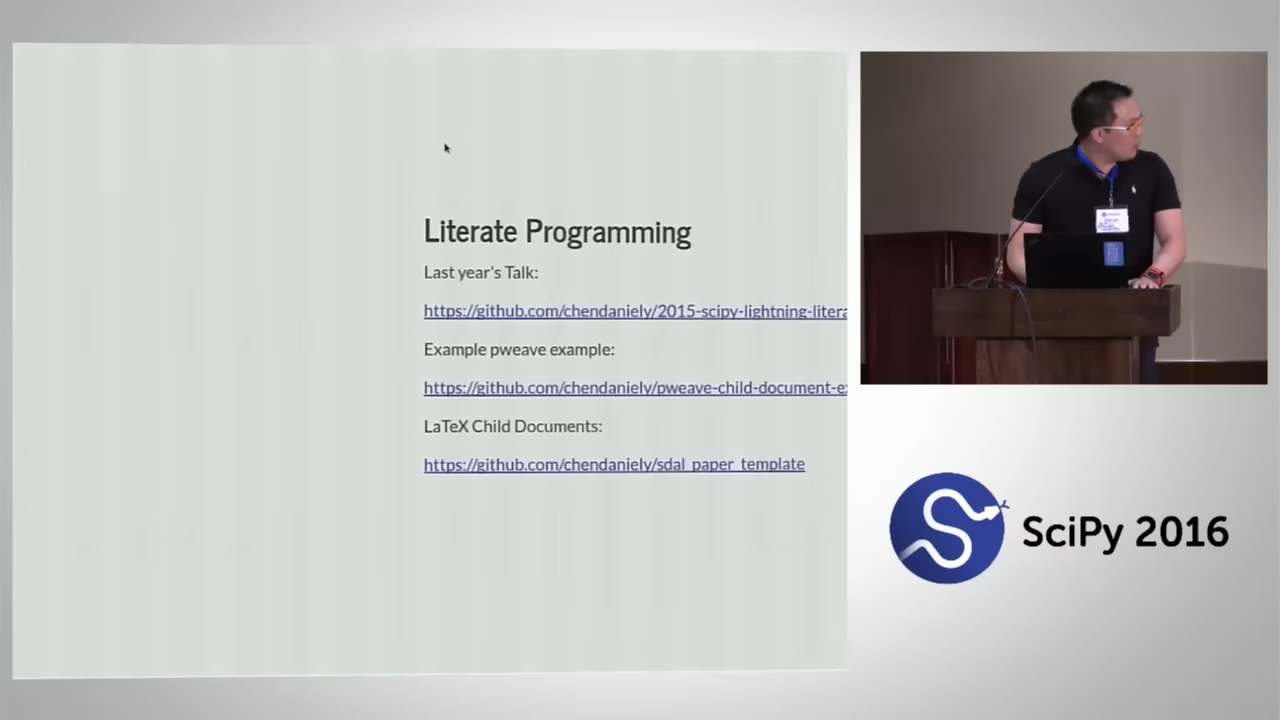 Literate Programming
Last year's Talk:
https://github.com/chendaniely/2015-scipy-lightning-litera
Example pweave example:
https://github.com/chendaniely/pweave-child-document-ex
LaTeX Child Documents:
https://github.com/chendaniely/sdal_paper_template
SciPy 2016